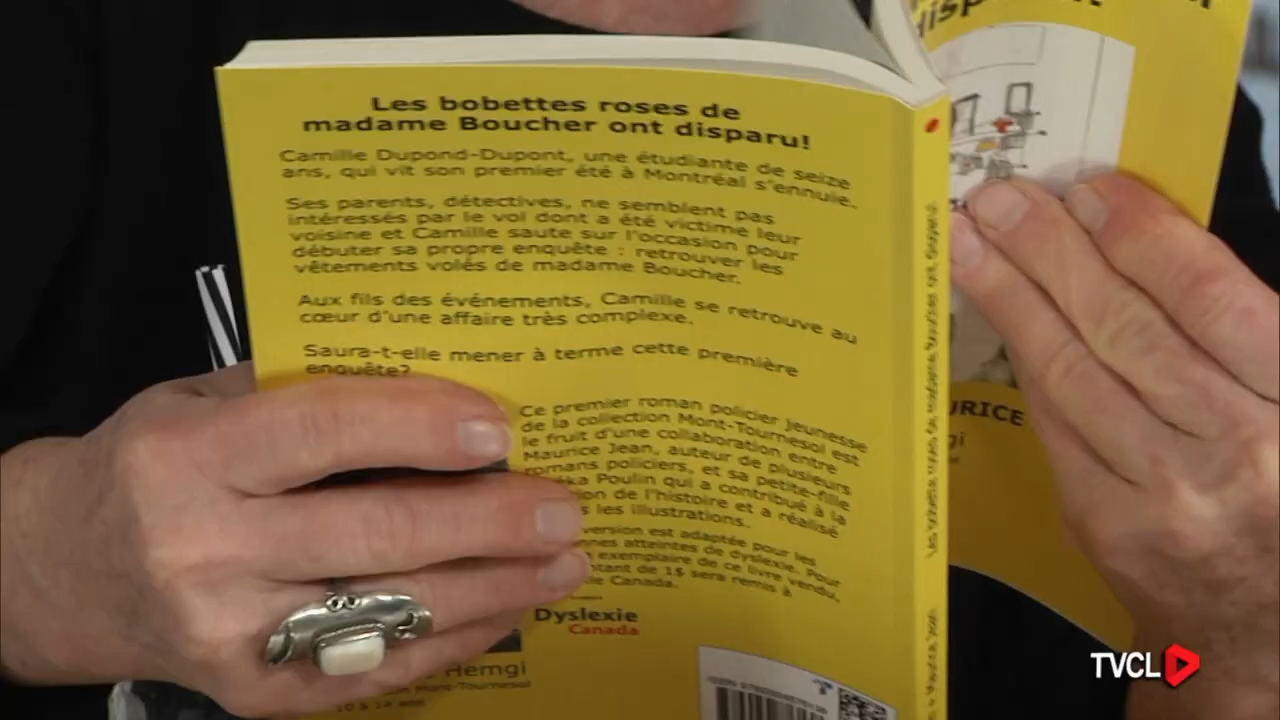 Les bobettes roses de
madame Boucher ont disparu!
Camille Dupond-Dupont, une étudiante de seize
ans, qui vit son premier été à Montréal s'ennuie.
Ses parents, détectives, ne semblent pas
intéressés par le vol dont a été victime leur
voisine et Camille saute sur l'occasion pour
débuter sa propre enquête : retrouver les
vêtements volés de madame Boucher.
Aux fils des événements, Camille se retrouve au
cœur d'une affaire très complexe.
Saura-t-elle mener à terme cette première
enquête?
Ce premier roman policier jeunesse
de la collection Mont-Tournesol est
le fruit d'une collaboration entre
Maurice Jean, auteur de plusieurs
romans policiers, et sa petite-fille
Poulin qui a contribué à la
de l'histoire et a réalisé
les illustrations.
version est adaptée pour les
atteintes de dyslexie. Pour
exemplaire de ce livre vendu,
de 1$ sera remis à
Canada.
Dyslexie
Canada
Hemgi
Mont-Tournesol
TVCL